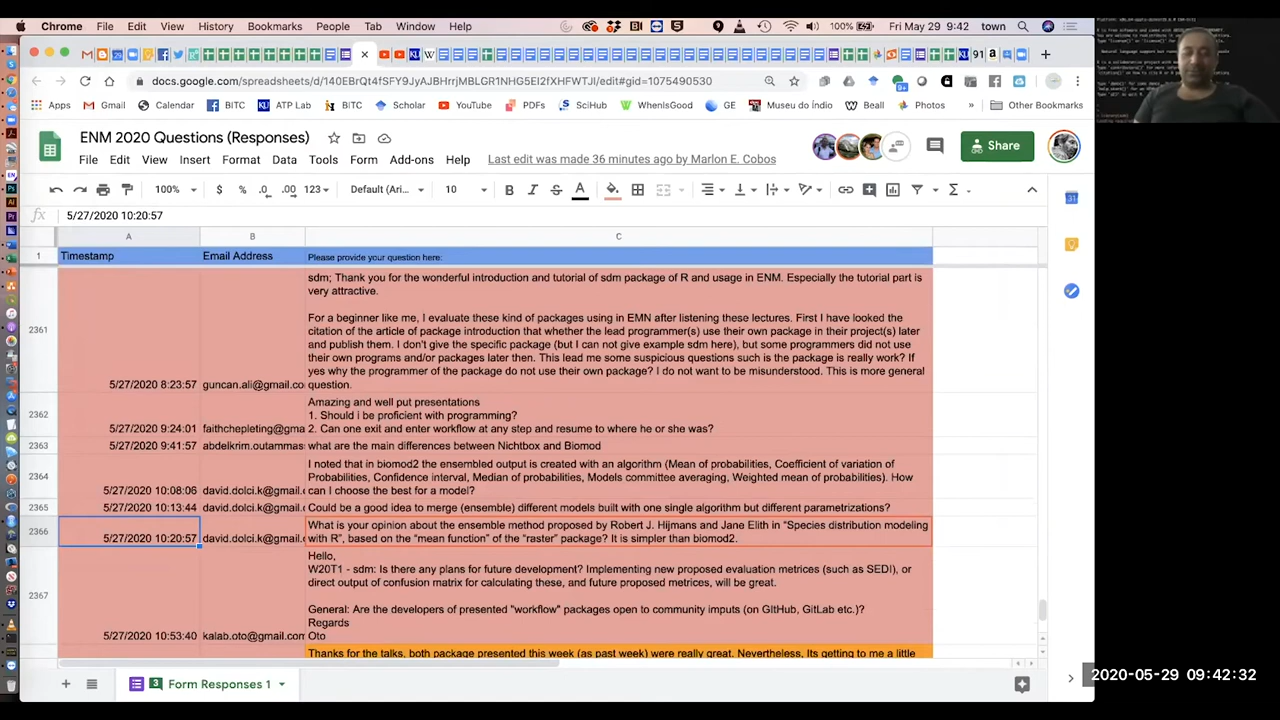 Chrome File Edit View History Bookmarks People Tab Window Help 100% Fri May 29 9:42 town
docs.google.com/spreadsheets/d/
edit#gid=1075490530
Apps Gmail Calendar BiTC ATP Lab BITC YouTube PDFs SciHub WhenIsGood GE Museu do Índio Beall Photos » Other Bookmarks
ENM 2020 Questions (Responses)
File Edit View Insert Format Data Tools Form Add-ons Help Last edit was made 36 minutes ago by Marlon E. Cobos
Share
100% $ % .0 .00 123 Default (Ari... 10 B I S A
fx 5/27/2020 10:20:57
A B C
1 Timestamp Email Address Please provide your question here:
sdm; Thank you for the wonderful introduction and tutorial of sdm package of R and usage in ENM. Especially the tutorial part is
very attractive.
For a beginner like me, I evaluate these kind of packages using in EMN after listening these lectures. First I have looked the
citation of the article of package introduction that whether the lead programmer(s) use their own package in their project(s) later
and publish them. I don't give the specific package (but I can not give example sdm here), but some programmers did not use
their own programs and/or packages later then. This lead me some suspicious questions such is the package is really work? If
yes why the programmer of the package do not use their own package? I do not want to be misunderstood. This is more general
2361 5/27/2020 8:23:57 guncan.ali@gmail.co question.
Amazing and well put presentations
1. Should i be proficient with programming?
2362 5/27/2020 9:24:01 faithchepleting@gma 2. Can one exit and enter workflow at any step and resume to where he or she was?
2363 5/27/2020 9:41:57 abdelkrim.outammas what are the main differences between Nichtbox and Biomod
I noted that in biomod2 the ensembled output is created with an algorithm (Mean of probabilities, Coefficient of variation of
Probabilities, Confidence interval, Median of probabilities, Models committee averaging, Weighted mean of probabilities). How
2364 5/27/2020 10:08:06 david.dolci.k@gmail. can I choose the best for a model?
2365 5/27/2020 10:13:44 david.dolci.k@gmail. Could be a good idea to merge (ensemble) different models built with one single algorithm but different parametrizations?
What is your opinion about the ensemble method proposed by Robert J. Hijmans and Jane Elith in “Species distribution modeling
2366 5/27/2020 10:20:57 david.dolci.k@gmail. with R”, based on the “mean function” of the “raster” package? It is simpler than biomod2.
Hello,
W20T1 - sdm: Is there any plans for future development? Implementing new proposed evaluation metrices (such as SEDI), or
direct output of confusion matrix for calculating these, and future proposed metrices, will be great.
General: Are the developers of presented "workflow" packages open to community imputs (on GItHub, GitLab etc.)?
Regards
2367 5/27/2020 10:53:40 kalab.oto@gmail.com Oto
Thanks for the talks, both package presented this week (as past week) were really great. Nevertheless, Its getting to me a little
3 Form Responses 1
2020-05-29 09:42:32